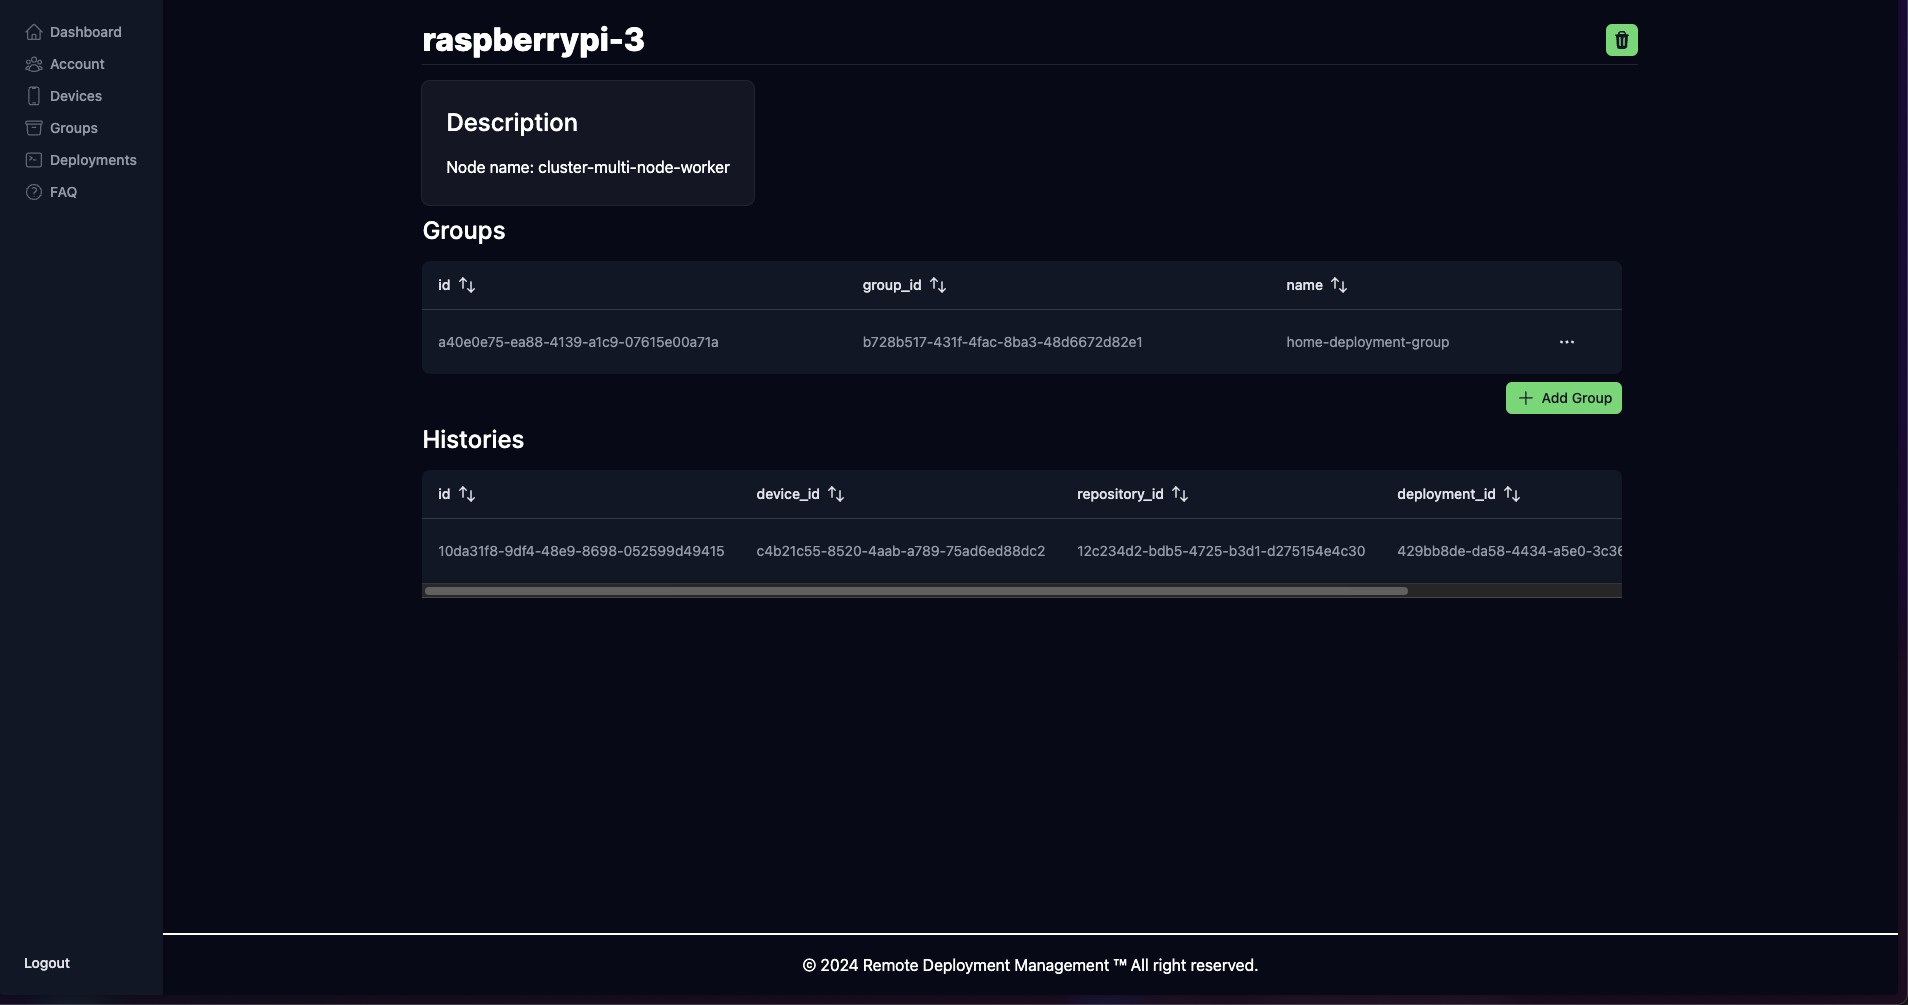 Dashboard
Account
Devices
Groups
Deployments
FAQ
Logout
raspberrypi-3
Description
Node name: cluster-multi-node-worker
Groups
id group_id name
a40e0e75-ea88-4139-a1c9-07615e00a71a b728b517-431f-4fac-8ba3-48d6672d82e1 home-deployment-group ...
+ Add Group
Histories
id device_id repository_id deployment_id
10da31f8-9df4-48e9-8698-052599d49415 c4b21c55-8520-4aab-a789-75ad6ed88dc2 12c234d2-bdb5-4725-b3d1-d275154e4c30 429bb8de-da58-4434-a5e0-3c36
© 2024 Remote Deployment Management ™ All right reserved.